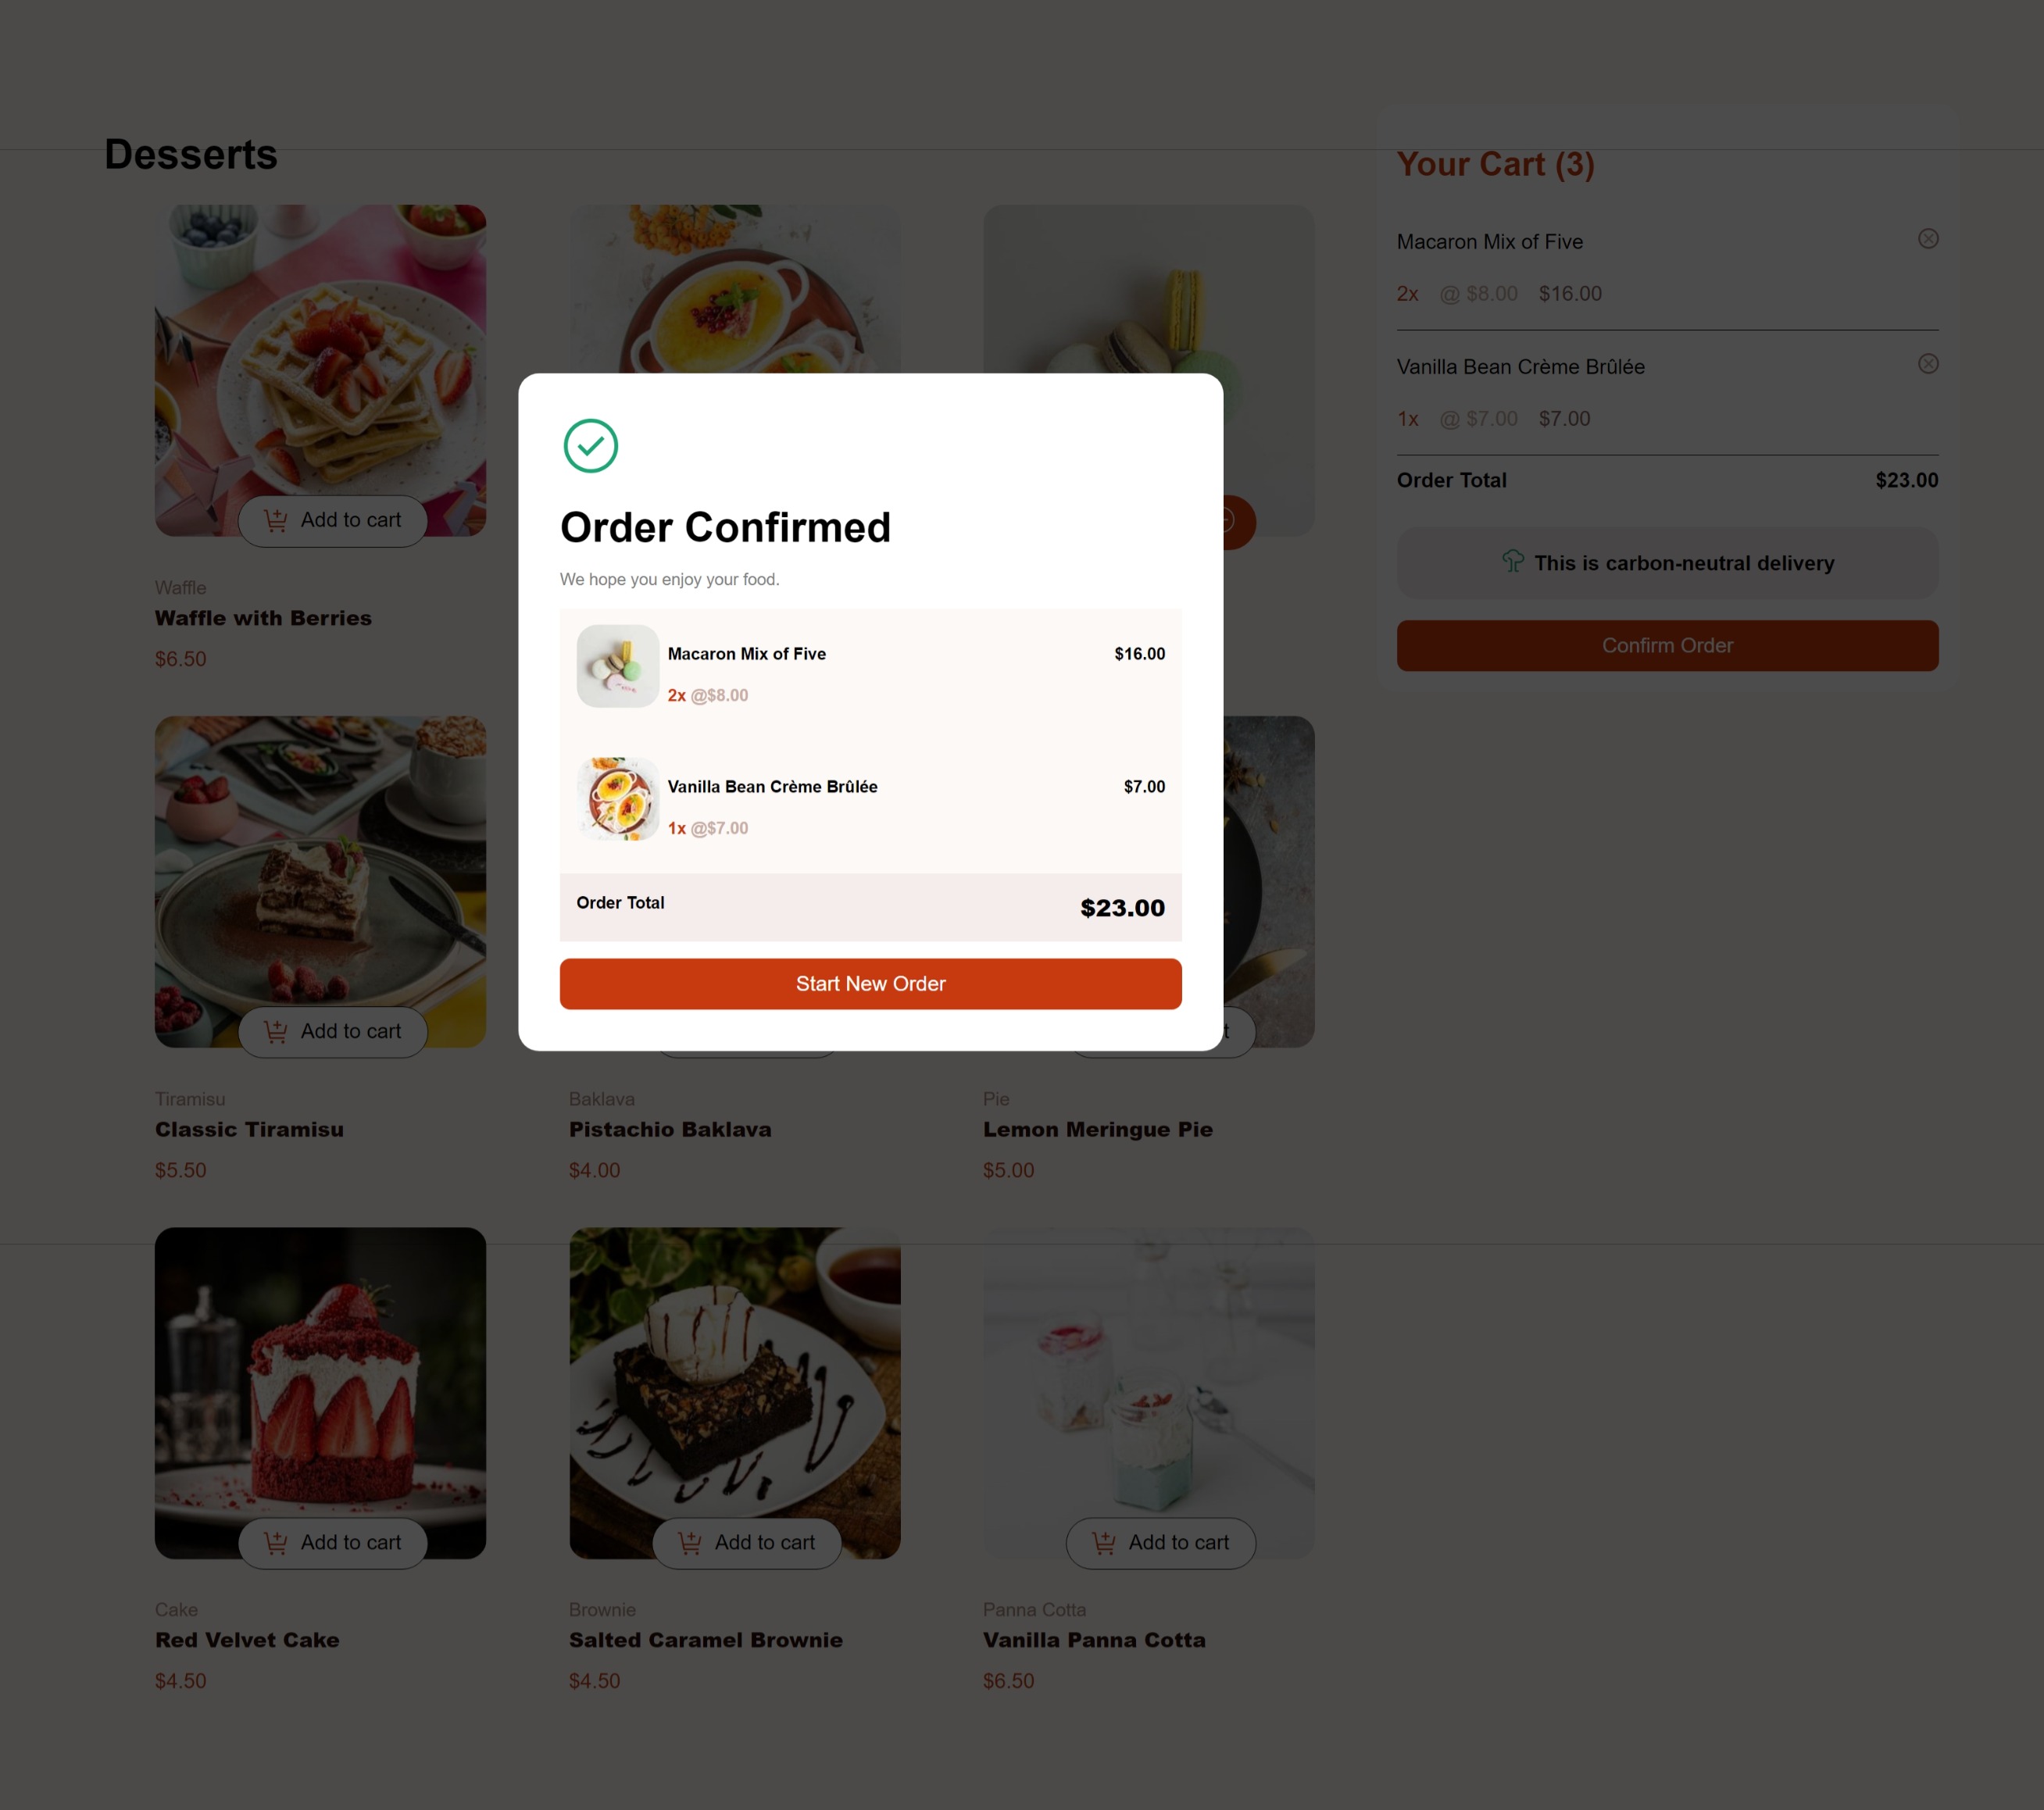 Desserts
Your Cart (3)
Macaron Mix of Five
2x @ $8.00 $16.00
Vanilla Bean Crème Brûlée
1x @ $7.00 $7.00
Order Total $23.00
This is carbon-neutral delivery
Confirm Order
Add to cart
Waffle
Waffle with Berries
$6.50
Order Confirmed
We hope you enjoy your food.
Macaron Mix of Five $16.00
2x @$8.00
Vanilla Bean Crème Brûlée $7.00
1x @$7.00
Order Total $23.00
Start New Order
Add to cart
t
Tiramisu
Classic Tiramisu
$5.50
Baklava
Pistachio Baklava
$4.00
Pie
Lemon Meringue Pie
$5.00
Add to cart
Add to cart
Add to cart
Cake
Red Velvet Cake
$4.50
Brownie
Salted Caramel Brownie
$4.50
Panna Cotta
Vanilla Panna Cotta
$6.50